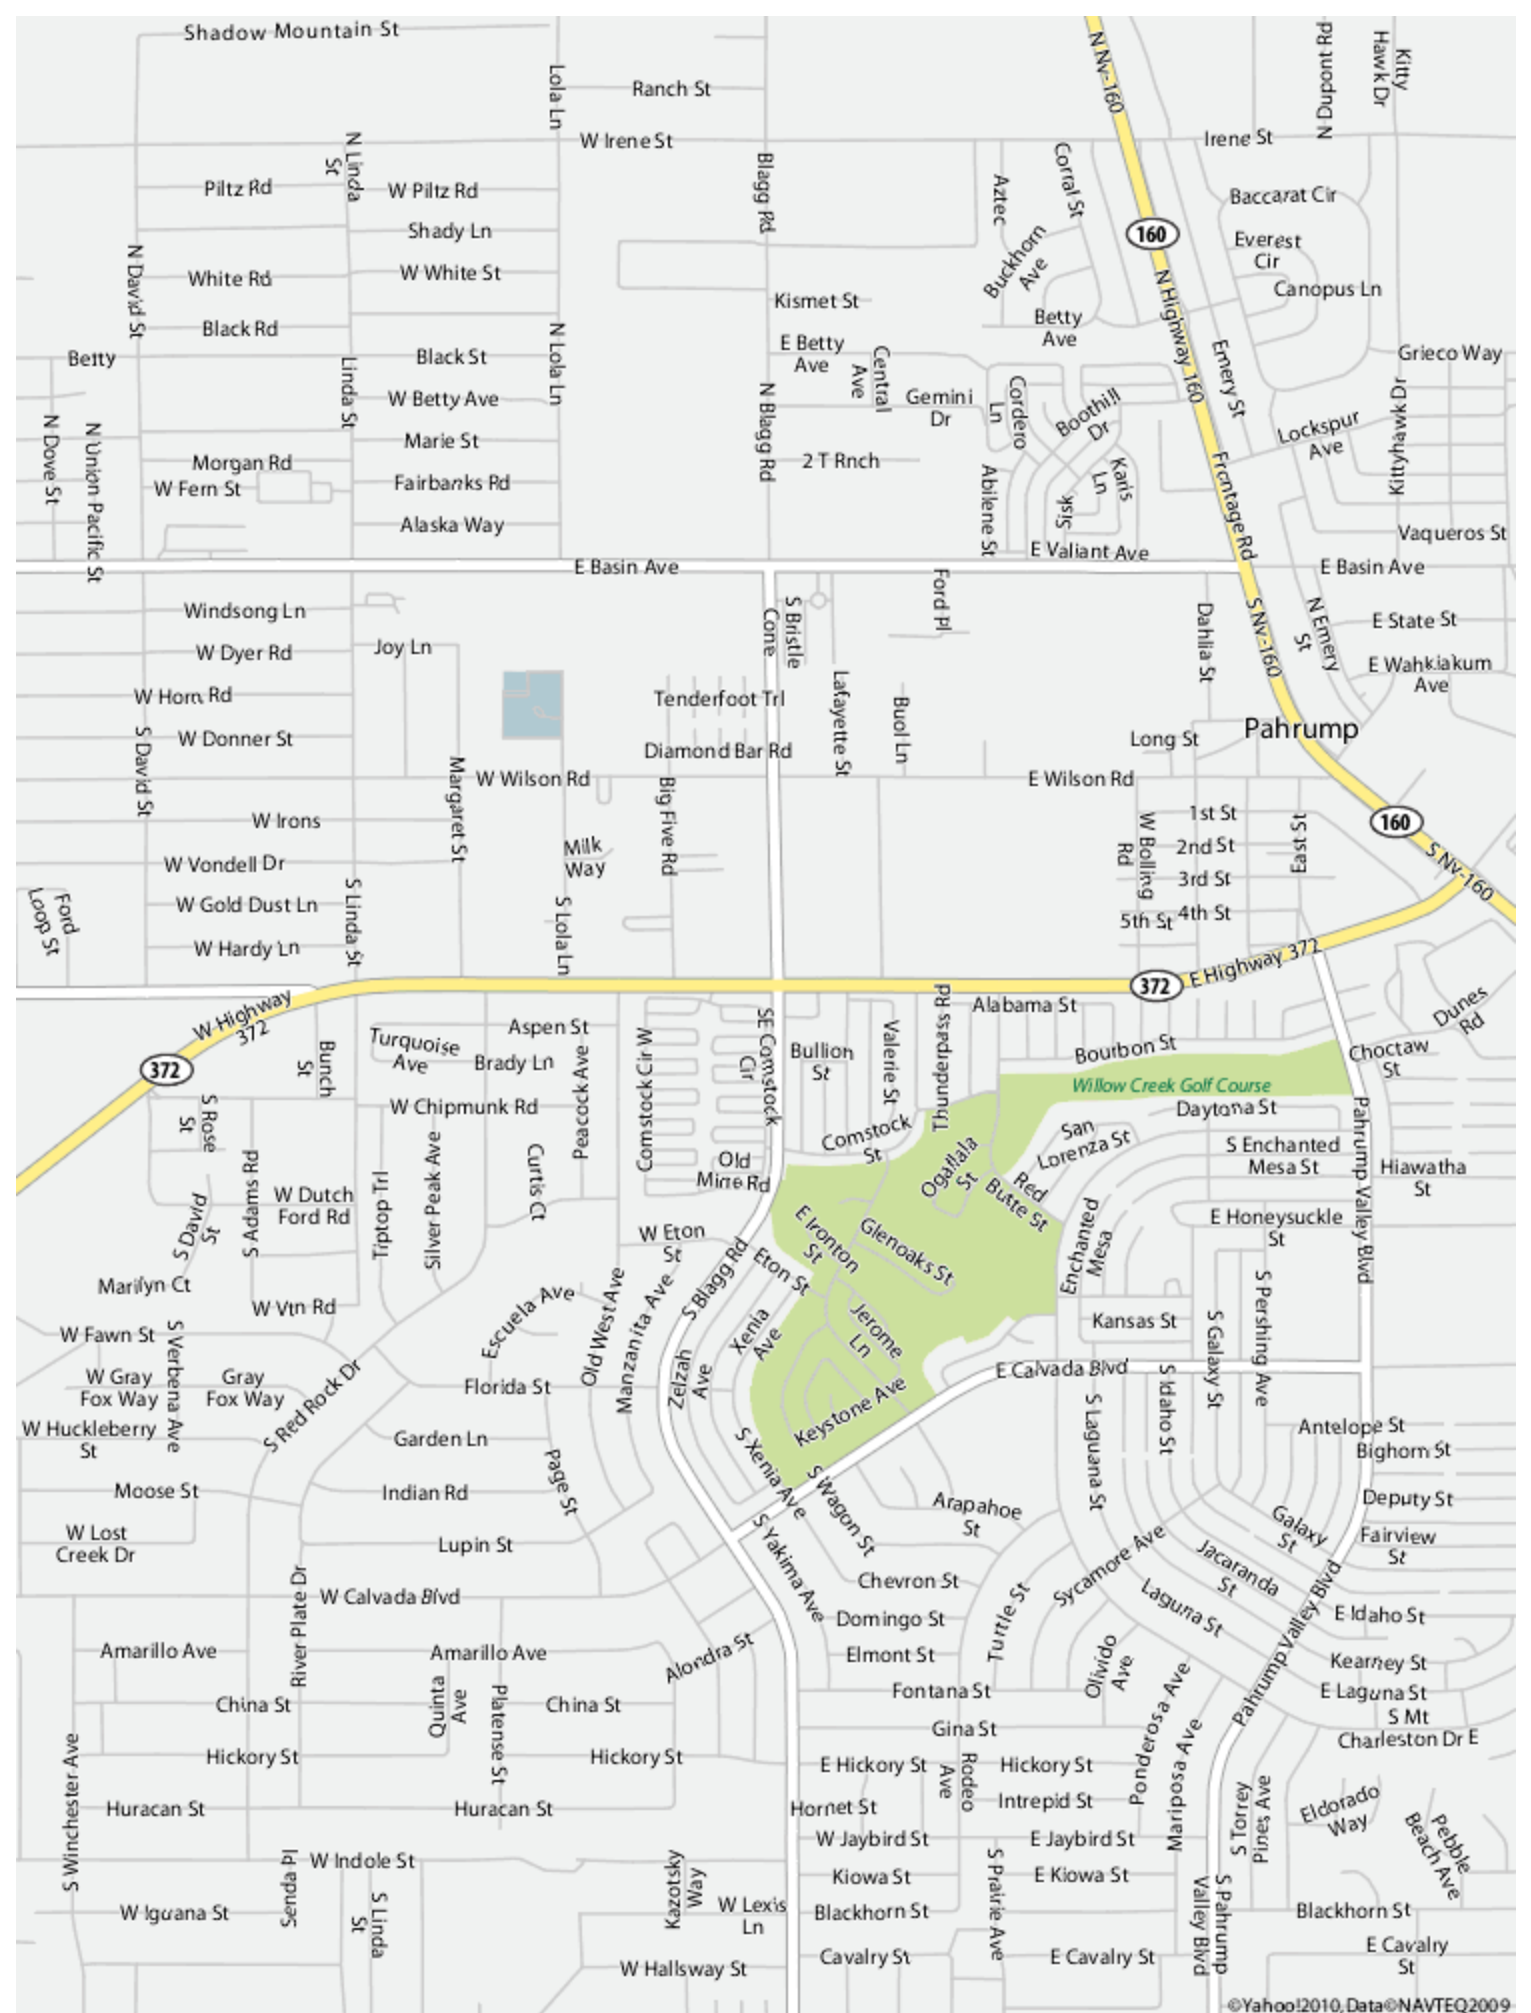 Shadow Mountain St
Lola Ln
Ranch St
N Nv-160
N Dupont Rd
Kitty
Hawk Dr
W Irene St
Irene St
N Linda
St
Piltz Rd
W Piltz Rd
Blagg Rd
Aztec
Corral St
Baccarat Cir
Shady Ln
160
Everest
Cir
N David St
White Rd
W White St
Buckhorn
Ave
Canopus Ln
Kismet St
N Highway 160
Black Rd
Betty
Ave
N Lola Ln
E Betty
Ave
Betty
Black St
Grieco Way
Linda St
Central
Ave
Emery St
W Betty Ave
Gemini
Dr
Cordero
Ln
Boothill
Dr
Kittyhawk Dr
N Dove St
N Union Pacific St
Marie St
N Blagg Rd
Lockspur
Ave
Morgan Rd
2 T Rnch
W Fern St
Fairbanks Rd
Abilene St
Sisk
Karis
Ln
Frontage Rd
Alaska Way
Vaqueros St
E Valiant Ave
E Basin Ave
E Basin Ave
Windsong Ln
S Bristle
Cone
Ford Pl
Dahlia St
S Nv-160
N Emery
St
E State St
W Dyer Rd
Joy Ln
E Wahkiakum
Ave
W Horn Rd
Tenderfoot Trl
Lafayette St
Buol Ln
Pahrump
S David St
W Donner St
Diamond Bar Rd
Long St
Margaret St
W Wilson Rd
E Wilson Rd
Big Five Rd
W Irons
W Bolling
Rd
1st St
East St
160
Milk
Way
2nd St
S Nv-160
W Vondell Dr
3rd St
Ford
Loop St
W Gold Dust Ln
S Linda St
S Lola Ln
4th St
5th St
W Hardy Ln
E Highway 372
372
W Highway
372
Thunderpass Rd
Alabama St
Dunes
Rd
Aspen St
Comstock Cir W
SE Comstock
Cir
Valerie St
Bunch
St
Turquoise
Ave
Brady Ln
Peacock Ave
Bullion
St
Bourbon St
Choctaw
St
372
Willow Creek Golf Course
S Rose
St
W Chipmunk Rd
Daytona St
Pahrump Valley Blvd
Comstock
St
San
Lorenza St
S Enchanted
Mesa St
S Adams Rd
Silver Peak Ave
Curtis Ct
Old
Mine Rd
Ogallala
St
Hiawatha
St
W Dutch
Ford Rd
Tiptop Trl
Red
Butte St
S David
St
W Eton
St
E Ironton
St
Glenoaks St
Enchanted
Mesa
E Honeysuckle
St
Marilyn Ct
S Blagg Rd
Eton St
W Vtn Rd
Escuela Ave
Old West Ave
Manzanita Ave
Xenia
Ave
Jerome
Ln
Kansas St
S Galaxy St
S Pershing Ave
W Fawn St
S Verbena Ave
Zelzah
Ave
E Calvada Blvd
W Gray
Fox Way
Gray
Fox Way
S Red Rock Dr
Florida St
Keystone Ave
S Laguana St
S Idaho St
W Huckleberry
St
Garden Ln
Antelope St
Bighorn St
Moose St
Indian Rd
Page St
S Xenia Ave
S Wagon St
Arapahoe
St
Deputy St
W Lost
Creek Dr
Lupin St
S Yakima Ave
Sycamore Ave
Galaxy
St
Fairview
St
River Plate Dr
W Calvada Blvd
Chevron St
Turtle St
Jacaranda
St
Laguna St
Pahrump Valley Blvd
E Idaho St
Domingo St
Amarillo Ave
Amarillo Ave
Alondra St
Elmont St
Olivido
Ave
Kearney St
China St
Quinta
Ave
Platense St
China St
Fontana St
Ponderosa Ave
E Laguna St
Gina St
Mariposa Ave
S Mt
Charleston Dr E
S Winchester Ave
Hickory St
Hickory St
E Hickory St
Rodeo
Ave
Hickory St
Huracan St
Huracan St
Hornet St
Intrepid St
S Torrey
Pines Ave
Eldorado
Way
Pebble
Beach Ave
W Jaybird St
E Jaybird St
Senda Pl
W Indole St
Kazotsky
Way
Kiowa St
S Prairie Ave
E Kiowa St
W Iguana St
S Linda
St
W Lexis
Ln
Blackhorn St
S Pahrump
Valley Blvd
Blackhorn St
W Hallsway St
Cavalry St
E Cavalry St
E Cavalry
St
©Yahoo!2010, Data©NAVTEQ2009